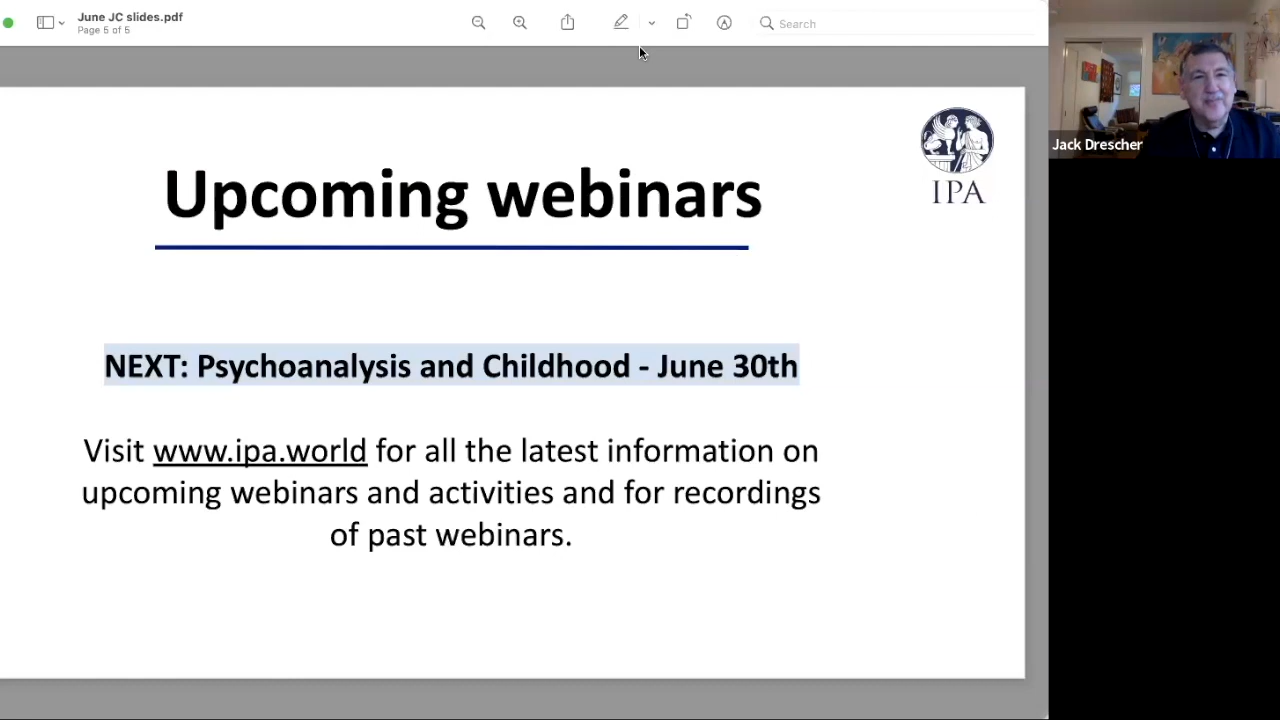 June JC slides.pdf
Page 5 of 5
Search
Jack Drescher
IPA
Upcoming webinars
NEXT: Psychoanalysis and Childhood - June 30th
Visit www.ipa.world for all the latest information on
upcoming webinars and activities and for recordings
of past webinars.